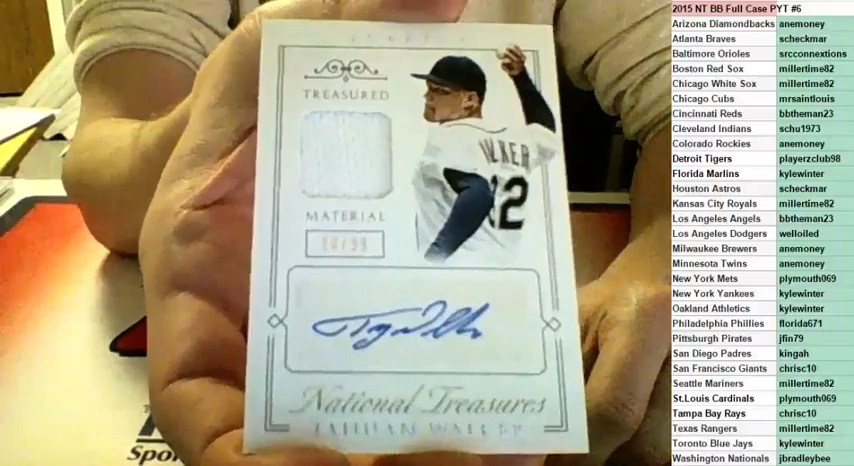 TREASURED
MATERIAL
12
National Treasures
TAIJUAN WALKER
Spor
2015 NT BB Full Case PYT #6
Arizona Diamondbacks anemoney
Atlanta Braves scheckmar
Baltimore Orioles srcconnextions
Boston Red Sox millertime82
Chicago White Sox millertime82
Chicago Cubs mrsaintlouis
Cincinnati Reds bbtheman23
Cleveland Indians schu1973
Colorado Rockies anemoney
Detroit Tigers playerzclub98
Florida Marlins kylewinter
Houston Astros scheckmar
Kansas City Royals millertime82
Los Angeles Angels bbtheman23
Los Angeles Dodgers welloiled
Milwaukee Brewers anemoney
Minnesota Twins anemoney
New York Mets plymouth069
New York Yankees kylewinter
Oakland Athletics kylewinter
Philadelphia Phillies florida671
Pittsburgh Pirates jfin79
San Diego Padres kingah
San Francisco Giants chrisc10
Seattle Mariners millertime82
St.Louis Cardinals plymouth069
Tampa Bay Rays chrisc10
Texas Rangers millertime82
Toronto Blue Jays kylewinter
Washington Nationals jbradleybee